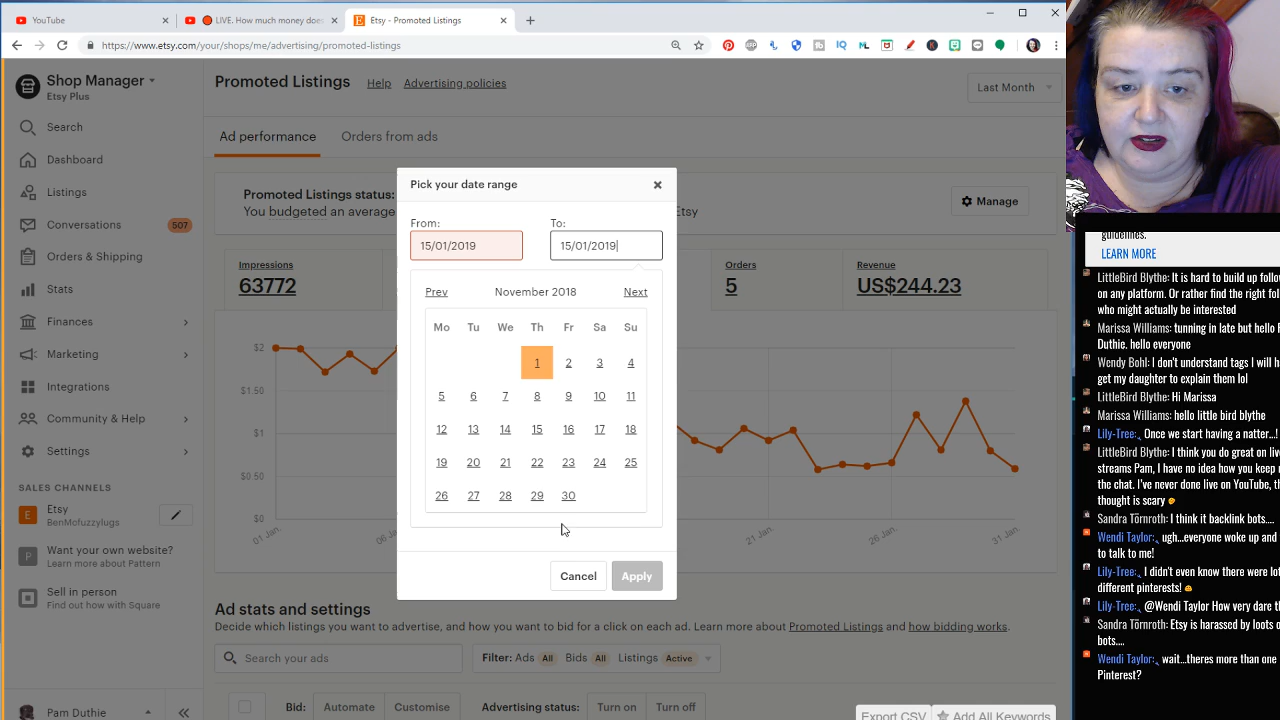 YouTube
LIVE. How much money does
Etsy - Promoted Listings
https://www.etsy.com/your/shops/me/advertising/promoted-listings
Shop Manager
Etsy Plus
Search
Dashboard
Listings
Conversations 507
Orders & Shipping
Stats
Finances
Marketing
Integrations
Community & Help
Settings
SALES CHANNELS
Etsy
BenMcfuzzylugs
Want your own website?
Learn more about Pattern
Sell in person
Find out how with Square
Pam Duthie
Promoted Listings Help Advertising policies
Last Month
Ad performance Orders from ads
Promoted Listings status:
You budgeted an average
Etsy
Manage
Impressions
63772
Orders
5
Revenue
US$244.23
$2
$1.50
$1
$0.50
$0
01 Jan.
21 Jan.
26 Jan.
31 Jan.
Pick your date range
From: To:
15/01/2019 15/01/2019
Prev November 2018 Next
Mo Tu We Th Fr Sa Su
1 2 3 4
5 6 7 8 9 10 11
12 13 14 15 16 17 18
19 20 21 22 23 24 25
26 27 28 29 30
Cancel Apply
Ad stats and settings
Decide which listings you want to advertise, and how you want to bid for a click on each ad. Learn more about Promoted Listings and how bidding works.
Search your ads
Filter: Ads All Bids All Listings Active
Bid: Automate Customise Advertising status: Turn on Turn off
Export CSV Add All Keywords
guidelines.
LEARN MORE
LittleBird Blythe: It is hard to build up follo
on any platform. Or rather find the right fol
who might actually be interested
Marissa Williams: tunning in late but hello P
Duthie. hello everyone
Wendy Bohl: I don't understand tags I will ha
get my daughter to explain them lol
LittleBird Blythe: Hi Marissa
Marissa Williams: hello little bird blythe
Lily-Tree: Once we start having a natter...!
LittleBird Blythe: I think you do great on liv
streams Pam, I have no idea how you keep
the chat. I've never done live on YouTube, th
thought is scary
Sandra Törnroth: I think it backlink bots....
Wendi Taylor: ugh...everyone woke up and
to talk to me!
Lily-Tree: I didn't even know there were lot
different pinterests!
Lily-Tree: @Wendi Taylor How very dare th
Sandra Törnroth: Etsy is harassed by loots o
bots....
Wendi Taylor: wait...theres more than one
Pinterest?